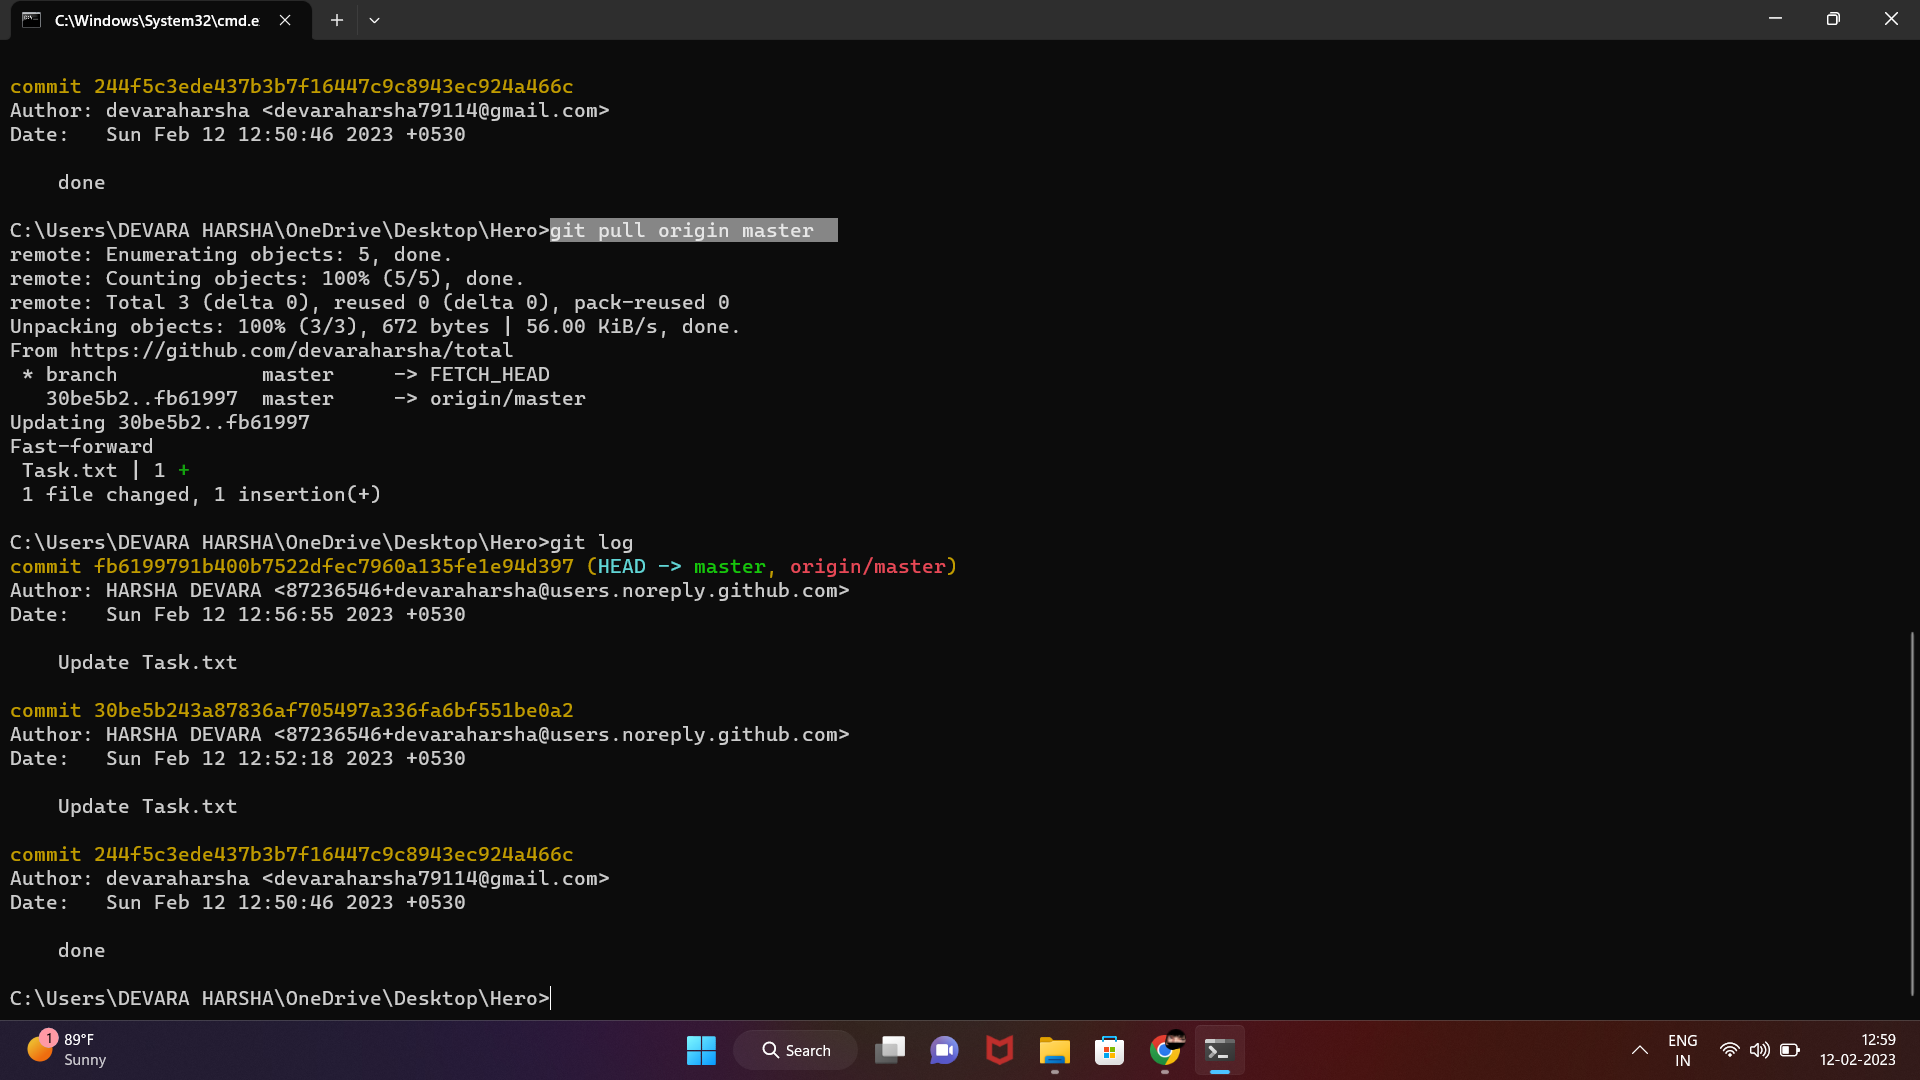 C:\Windows\System32\cmd.e
commit 244f5c3ede437b3b7f16447c9c8943ec924a466c
Author: devaraharsha <devaraharsha79114@gmail.com>
Date:   Sun Feb 12 12:50:46 2023 +0530
    done
C:\Users\DEVARA HARSHA\OneDrive\Desktop\Hero>git pull origin master
remote: Enumerating objects: 5, done.
remote: Counting objects: 100% (5/5), done.
remote: Total 3 (delta 0), reused 0 (delta 0), pack-reused 0
Unpacking objects: 100% (3/3), 672 bytes | 56.00 KiB/s, done.
From https://github.com/devaraharsha/total
 * branch            master     -> FETCH_HEAD
   30be5b2..fb61997  master     -> origin/master
Updating 30be5b2..fb61997
Fast-forward
 Task.txt | 1 +
 1 file changed, 1 insertion(+)
C:\Users\DEVARA HARSHA\OneDrive\Desktop\Hero>git log
commit fb6199791b400b7522dfec7960a135fe1e94d397 (HEAD -> master, origin/master)
Author: HARSHA DEVARA <87236546+devaraharsha@users.noreply.github.com>
Date:   Sun Feb 12 12:56:55 2023 +0530
    Update Task.txt
commit 30be5b243a87836af705497a336fa6bf551be0a2
Author: HARSHA DEVARA <87236546+devaraharsha@users.noreply.github.com>
Date:   Sun Feb 12 12:52:18 2023 +0530
    Update Task.txt
commit 244f5c3ede437b3b7f16447c9c8943ec924a466c
Author: devaraharsha <devaraharsha79114@gmail.com>
Date:   Sun Feb 12 12:50:46 2023 +0530
    done
C:\Users\DEVARA HARSHA\OneDrive\Desktop\Hero>
1
89°F
Sunny
Search
ENG
IN
12:59
12-02-2023